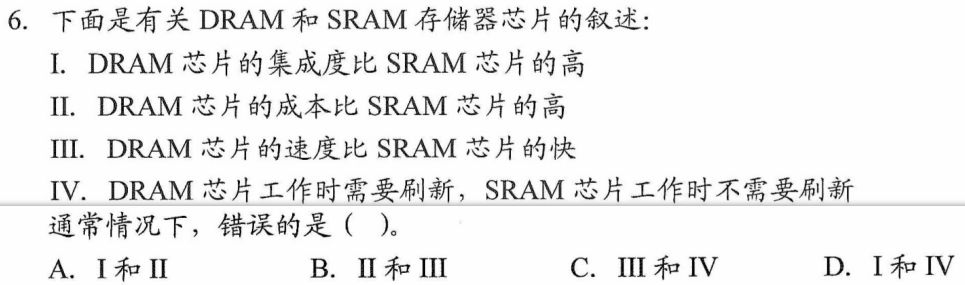 6. 下面是有关 DRAM 和 SRAM 存储器芯片的叙述:
I. DRAM 芯片的集成度比 SRAM 芯片的高
II. DRAM 芯片的成本比 SRAM 芯片的高
III. DRAM 芯片的速度比 SRAM 芯片的快
IV. DRAM 芯片工作时需要刷新，SRAM 芯片工作时不需要刷新
通常情况下，错误的是（ ）。
A. I 和 II B. II 和 III C. III 和 IV D. I 和 IV